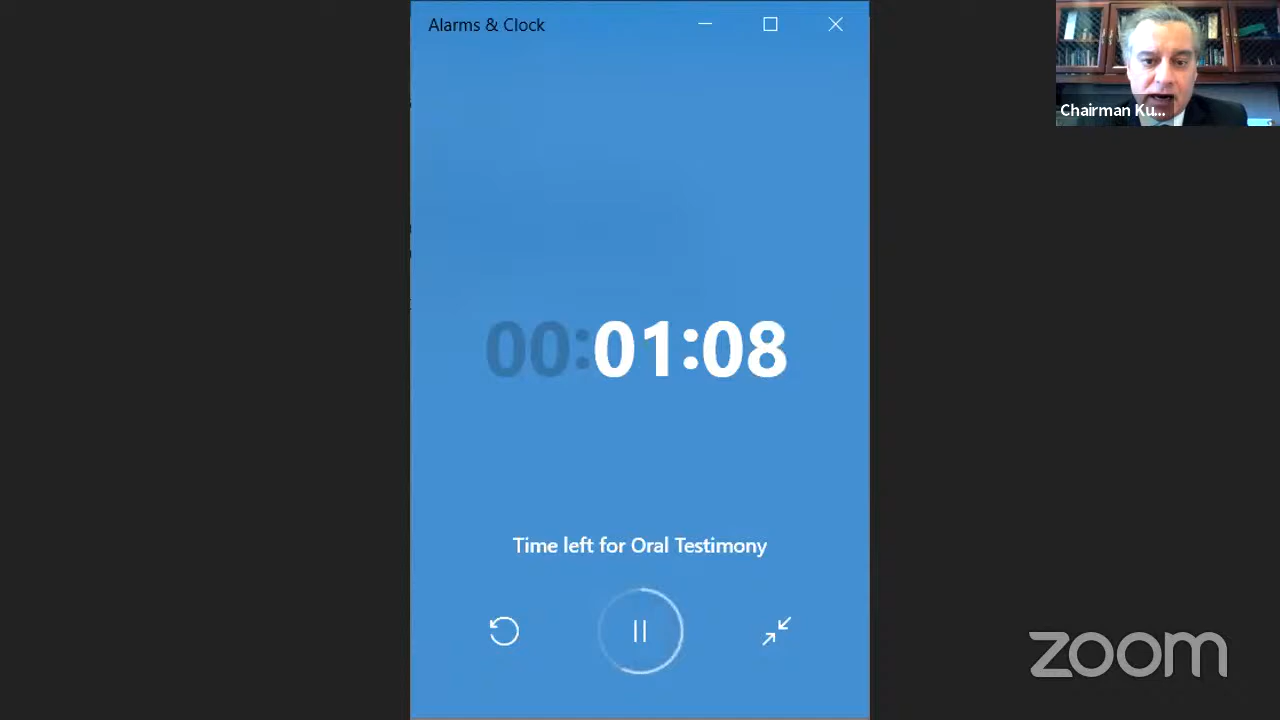 Alarms & Clock
Chairman Ku...
00:01:08
Time left for Oral Testimony
zoom